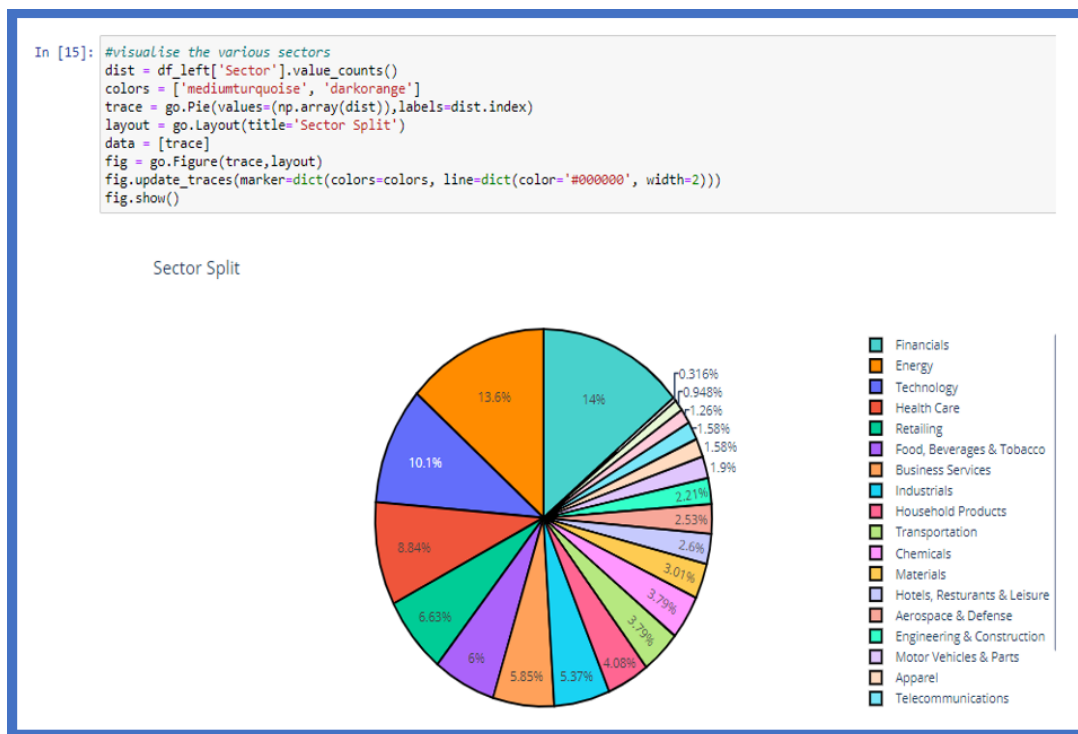 In [15]: #visualise the various sectors
dist = df_left['Sector'].value_counts()
colors = ['mediumturquoise', 'darkorange']
trace = go.Pie(values=(np.array(dist)),labels=dist.index)
layout = go.Layout(title='Sector Split')
data = [trace]
fig = go.Figure(trace,layout)
fig.update_traces(marker=dict(colors=colors, line=dict(color='#000000', width=2)))
fig.show()
Sector Split
14%
13.6%
10.1%
8.84%
6.63%
6%
5.85%
5.37%
4.08%
3.79%
3.79%
3.01%
2.6%
2.53%
2.21%
1.9%
1.58%
1.58%
1.26%
0.948%
0.316%
Financials
Energy
Technology
Health Care
Retailing
Food, Beverages & Tobacco
Business Services
Industrials
Household Products
Transportation
Chemicals
Materials
Hotels, Resturants & Leisure
Aerospace & Defense
Engineering & Construction
Motor Vehicles & Parts
Apparel
Telecommunications